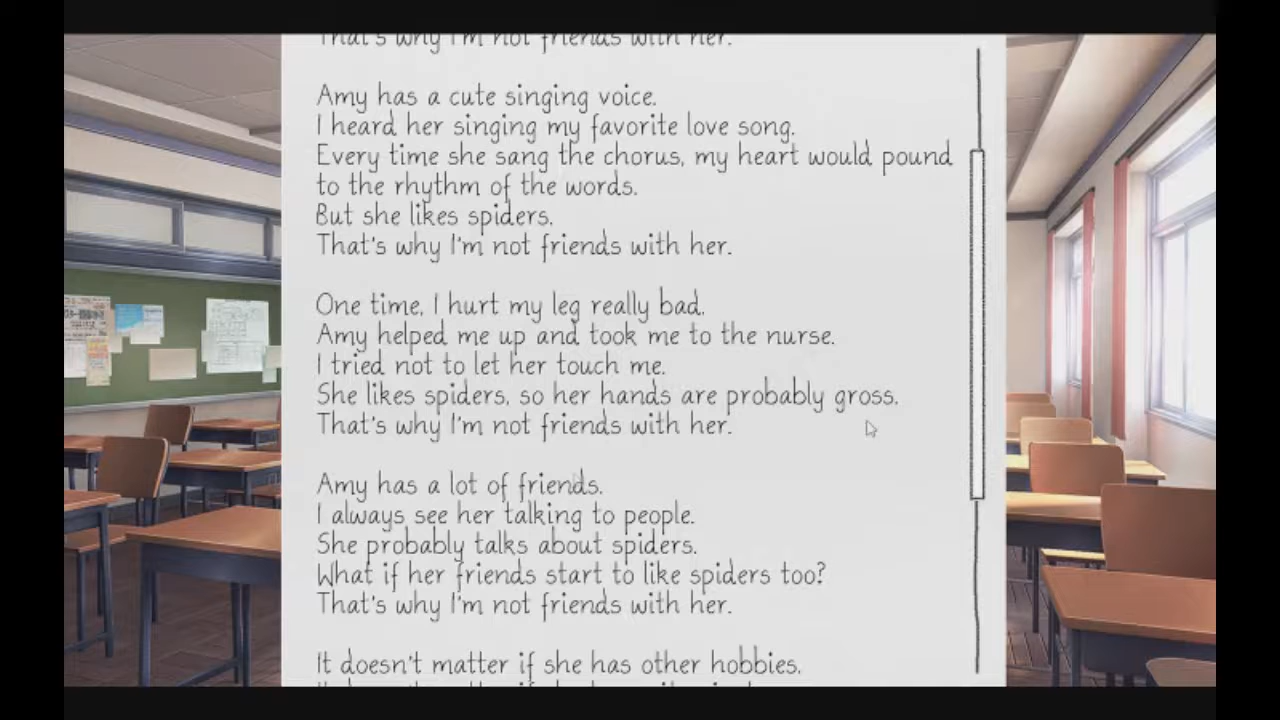 That's why I'm not friends with her.
Amy has a cute singing voice.
I heard her singing my favorite love song.
Every time she sang the chorus, my heart would pound
to the rhythm of the words.
But she likes spiders.
That's why I'm not friends with her.
One time, I hurt my leg really bad.
Amy helped me up and took me to the nurse.
I tried not to let her touch me.
She likes spiders, so her hands are probably gross.
That's why I'm not friends with her.
Amy has a lot of friends.
I always see her talking to people.
She probably talks about spiders.
What if her friends start to like spiders too?
That's why I'm not friends with her.
It doesn't matter if she has other hobbies.